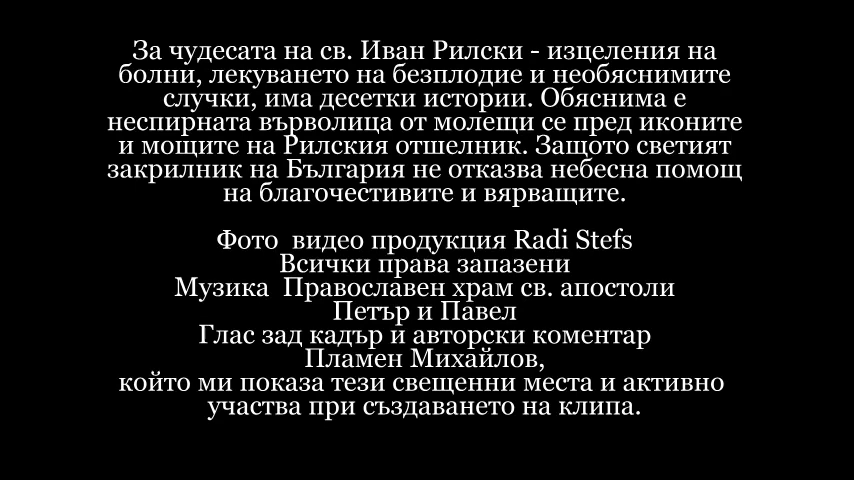 За чудесата на св. Иван Рилски - изцеления на
болни, лекуването на безплодие и необяснимите
случки, има десетки истории. Обяснима е
неспирната върволица от молещи се пред иконите
и мощите на Рилския отшелник. Защото светият
закрилник на България не отказва небесна помощ
на благочестивите и вярващите.
Фото  видео продукция Radi Stefs
Всички права запазени
Музика  Православен храм св. апостоли
Петър и Павел
Глас зад кадър и авторски коментар
Пламен Михайлов,
който ми показа тези свещенни места и активно
участва при създаването на клипа.